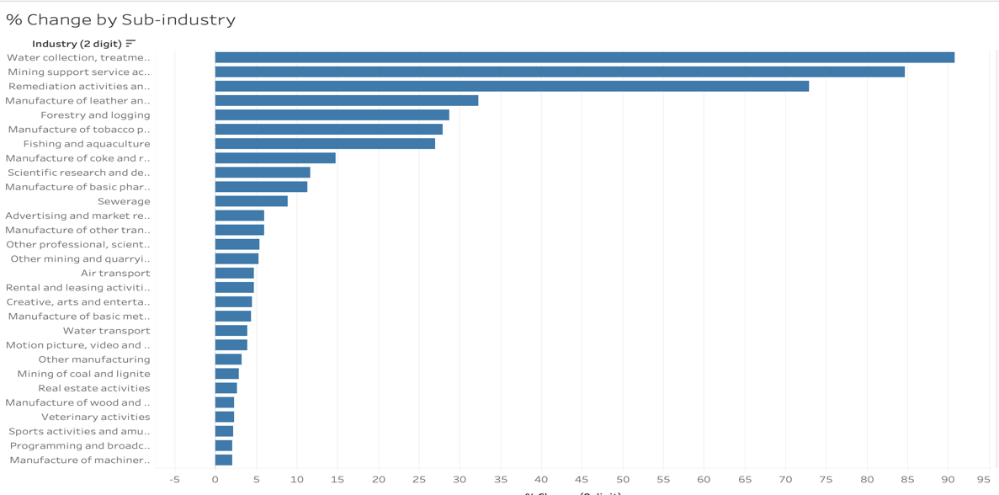 % Change by Sub-industry
Industry (2 digit)
Water collection, treatme..
Mining support service ac..
Remediation activities an..
Manufacture of leather an..
Forestry and logging
Manufacture of tobacco p..
Fishing and aquaculture
Manufacture of coke and r..
Scientific research and de..
Manufacture of basic phar..
Sewerage
Advertising and market re..
Manufacture of other tran..
Other professional, scient..
Other mining and quarryi..
Air transport
Rental and leasing activiti..
Creative, arts and enterta..
Manufacture of basic met..
Water transport
Motion picture, video and ..
Other manufacturing
Mining of coal and lignite
Real estate activities
Manufacture of wood and ..
Veterinary activities
Sports activities and amu..
Programming and broadc..
Manufacture of machiner..
-5 0 5 10 15 20 25 30 35 40 45 50 55 60 65 70 75 80 85 90 95